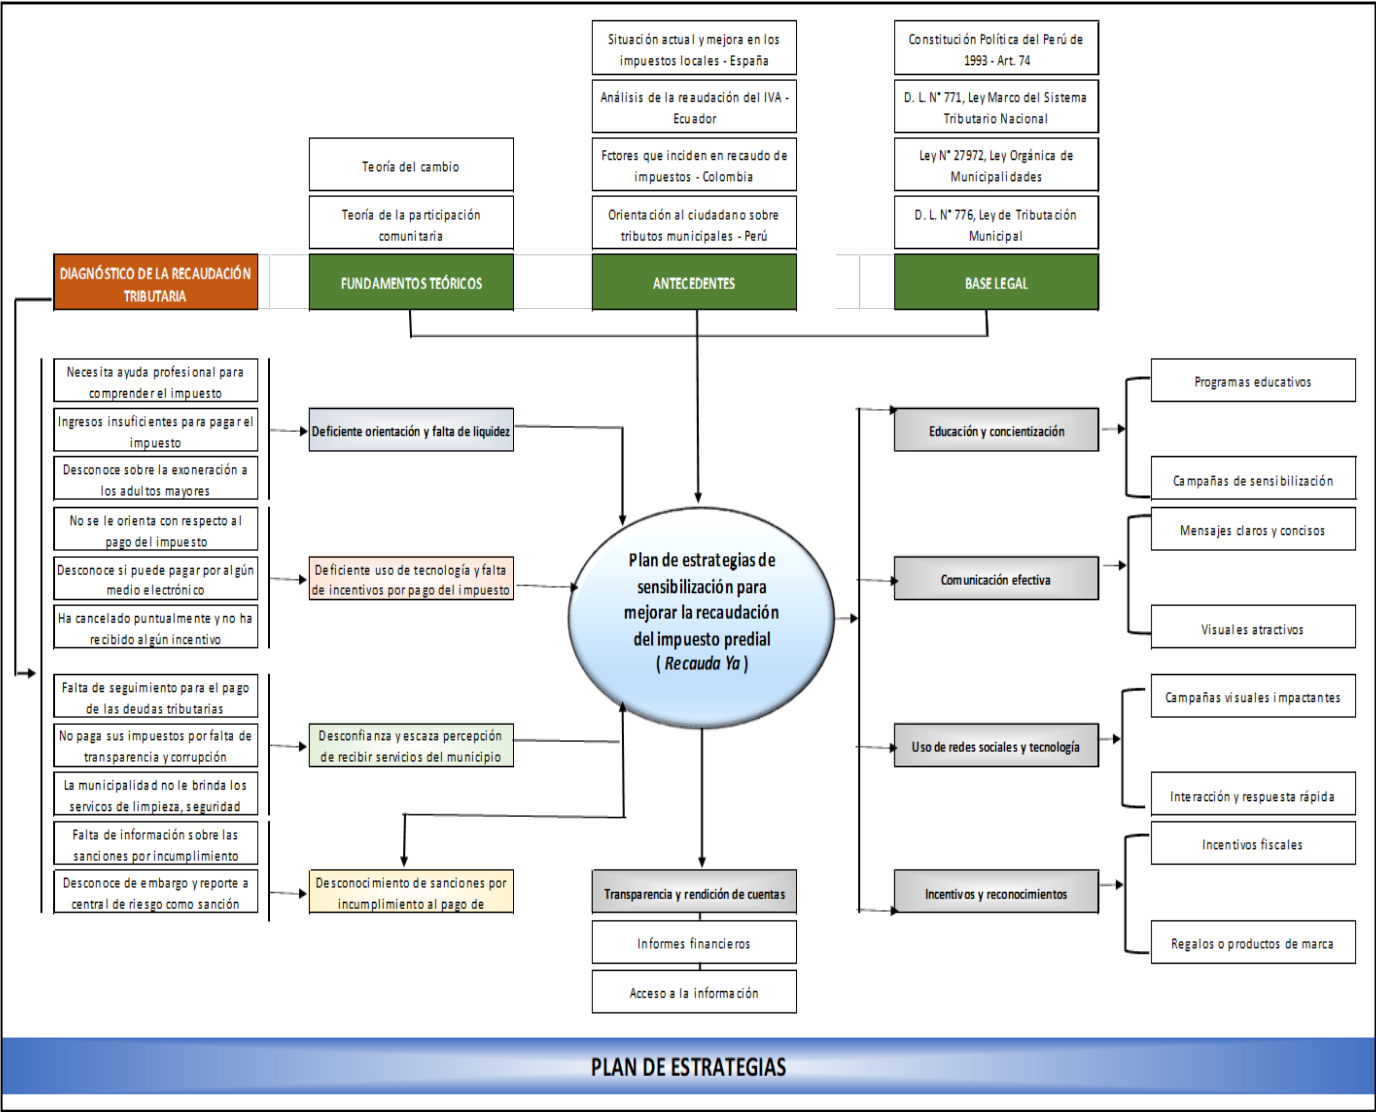 Situación actual y mejora en los
impuestos locales - España
Análisis de la reaudación del IVA -
Ecuador
Fctores que inciden en recaudo de
impuestos - Colombia
Orientación al ciudadano sobre
tributos municipales - Perú
Constitución Política del Perú de
1993 - Art. 74
D. L. N° 771, Ley Marco del Sistema
Tributario Nacional
Ley N° 27972, Ley Orgánica de
Municipalidades
D. L. N° 776, Ley de Tributación
Municipal
Teoría del cambio
Teoría de la participación
comunitaria
DIAGNÓSTICO DE LA RECAUDACIÓN
TRIBUTARIA
FUNDAMENTOS TEÓRICOS
ANTECEDENTES
BASE LEGAL
Necesita ayuda profesional para
comprender el impuesto
Ingresos insuficientes para pagar el
impuesto
Desconoce sobre la exoneración a
los adultos mayores
No se le orienta con respecto al
pago del impuesto
Desconoce si puede pagar por algún
medio electrónico
Ha cancelado puntualmente y no ha
recibido algún incentivo
Falta de seguimiento para el pago
de las deudas tributarias
No paga sus impuestos por falta de
transparencia y corrupción
La municipalidad no le brinda los
servicos de limpieza, seguridad
Falta de información sobre las
sanciones por incumplimiento
Desconoce de embargo y reporte a
central de riesgo como sanción
Deficiente orientación y falta de liquidez
Deficiente uso de tecnología y falta
de incentivos por pago del impuesto
Desconfianza y escaza percepción
de recibir servicios del municipio
Desconocimiento de sanciones por
incumplimiento al pago de
Plan de estrategias de
sensibilización para
mejorar la recaudación
del impuesto predial
( Recauda Ya )
Transparencia y rendición de cuentas
Informes financieros
Acceso a la información
Educación y concientización
Comunicación efectiva
Uso de redes sociales y tecnología
Incentivos y reconocimientos
Programas educativos
Campañas de sensibilización
Mensajes claros y concisos
Visuales atractivos
Campañas visuales impactantes
Interacción y respuesta rápida
Incentivos fiscales
Regalos o productos de marca
PLAN DE ESTRATEGIAS